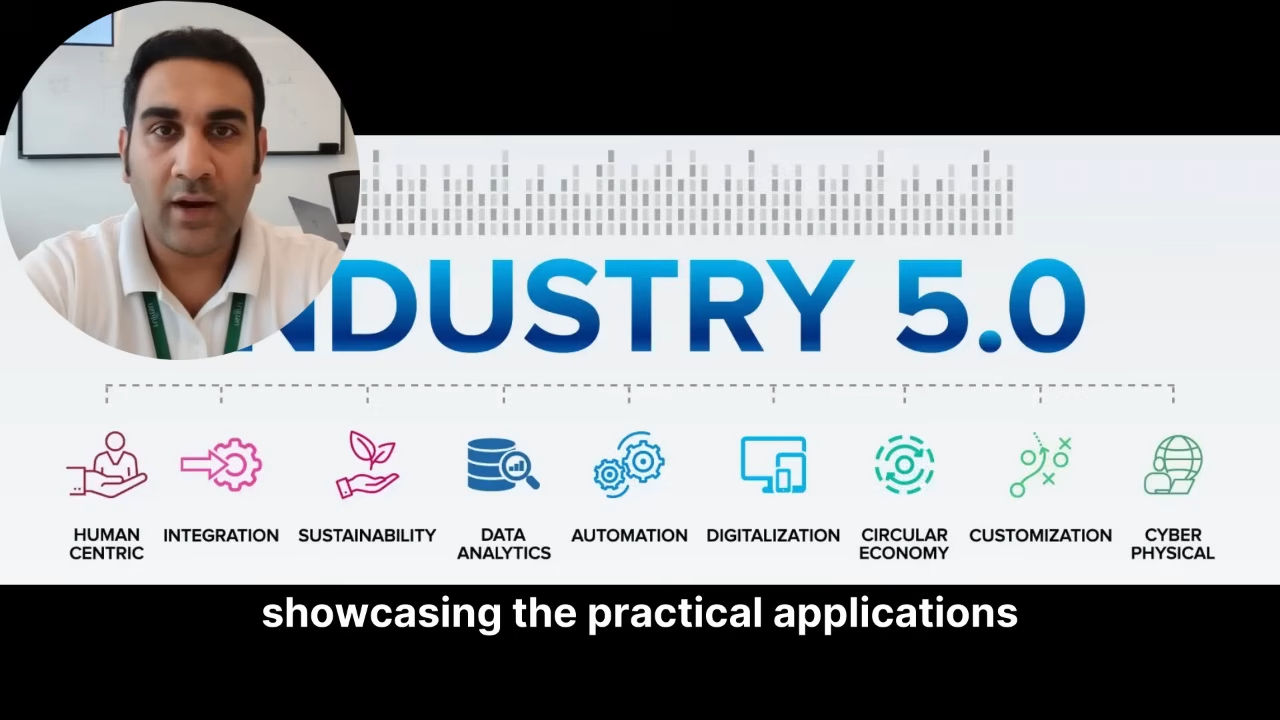 NDUSTRY 5.0
HUMAN
CENTRIC
INTEGRATION
SUSTAINABILITY
DATA
ANALYTICS
AUTOMATION
DIGITALIZATION
CIRCULAR
ECONOMY
CUSTOMIZATION
CYBER
PHYSICAL
showcasing the practical applications